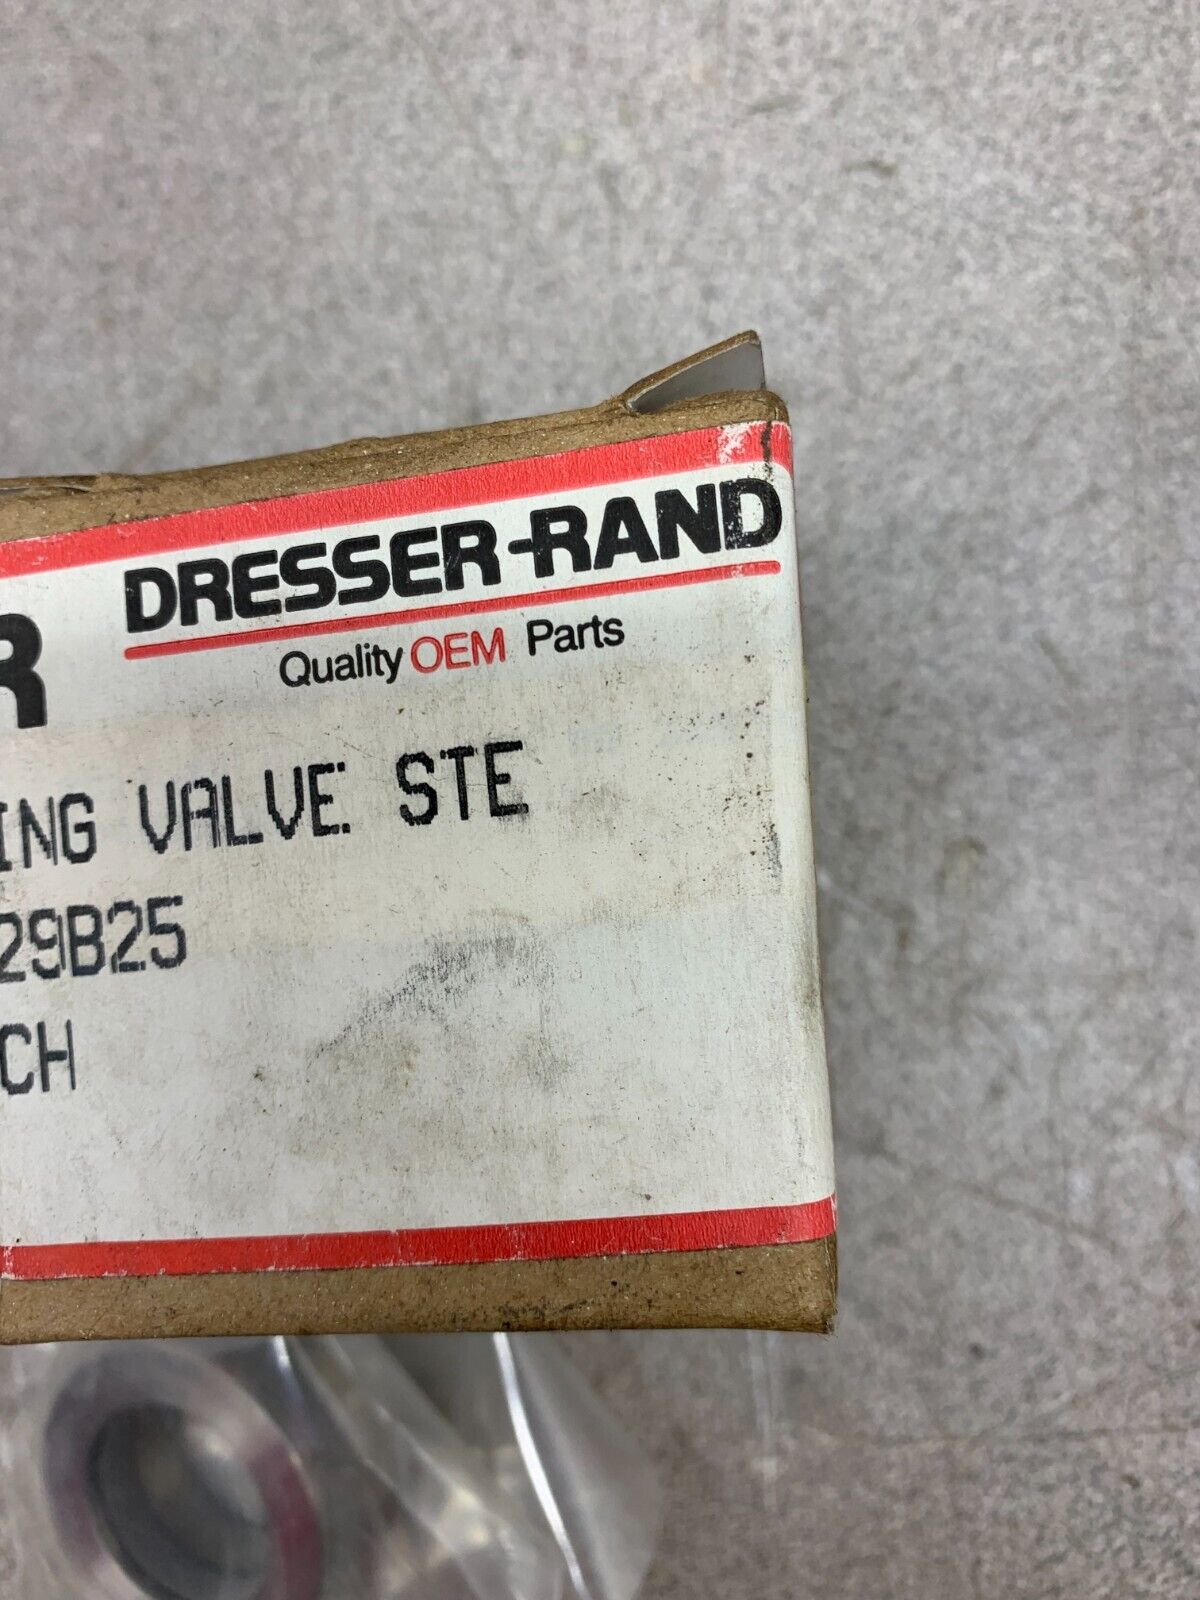 DRESSER-RAND
Quality OEM Parts
R
ING VALVE: STE
29B25
CH